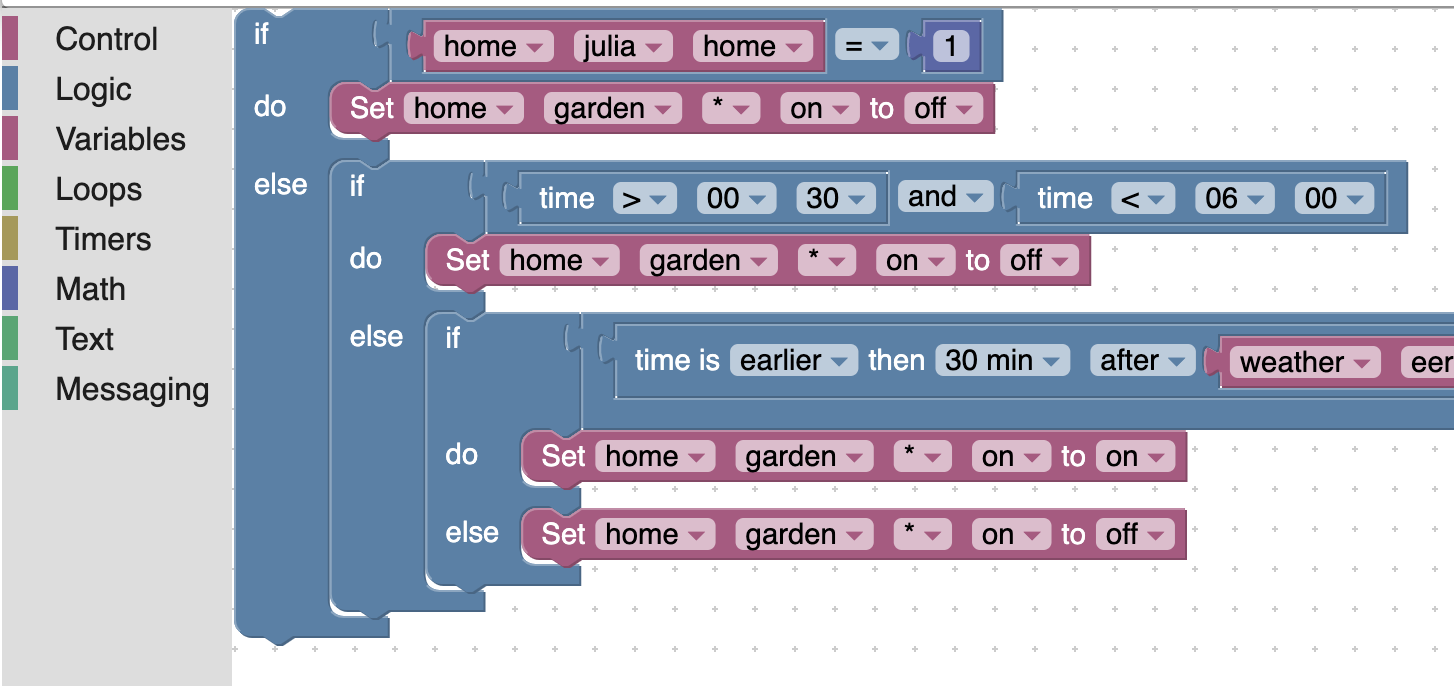 Control
Logic
Variables
Loops
Timers
Math
Text
Messaging
if home julia home = 1
do Set home garden * on to off
else if time > 00 30 and time < 06 00
do Set home garden * on to off
else if time is earlier then 30 min after weather eer
do Set home garden * on to on
else Set home garden * on to off